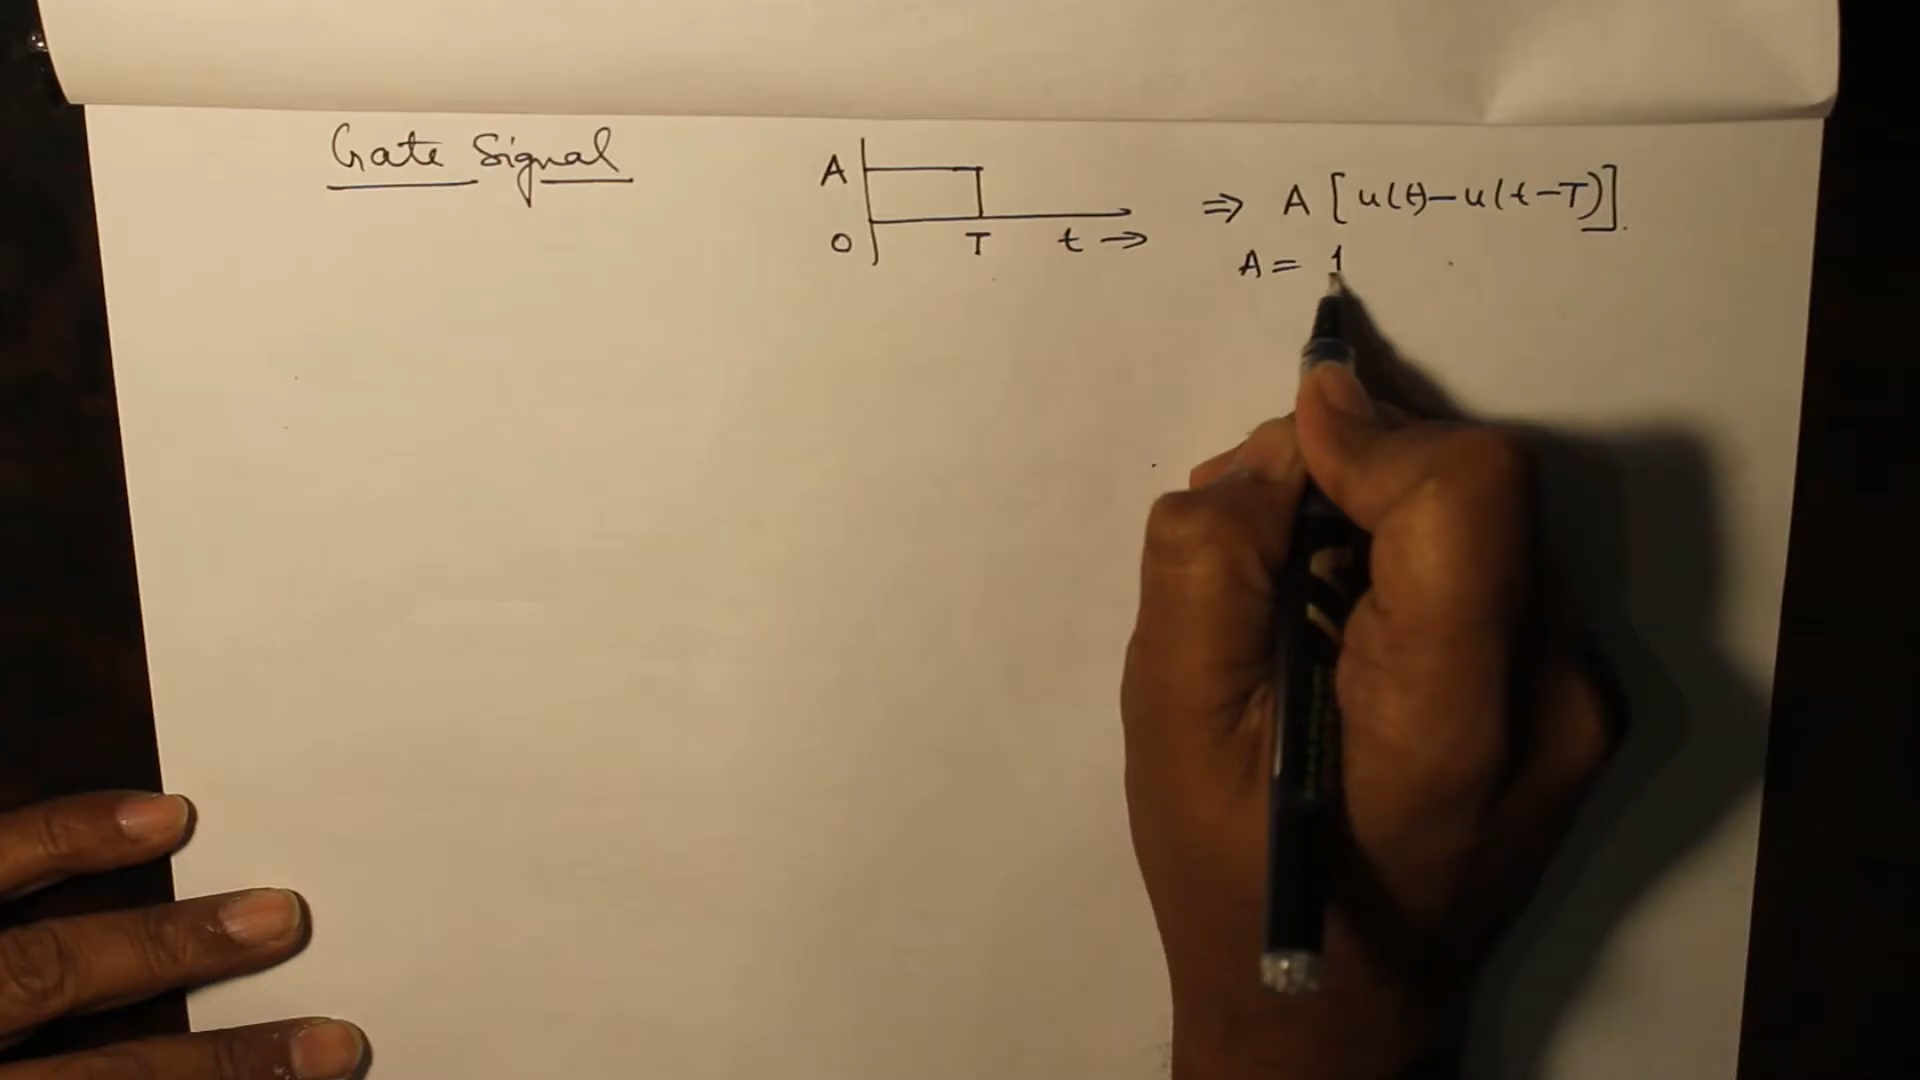 Gate Signal
A
0 T t →
⇒ A [u(t)-u(t-T)].
A = 1